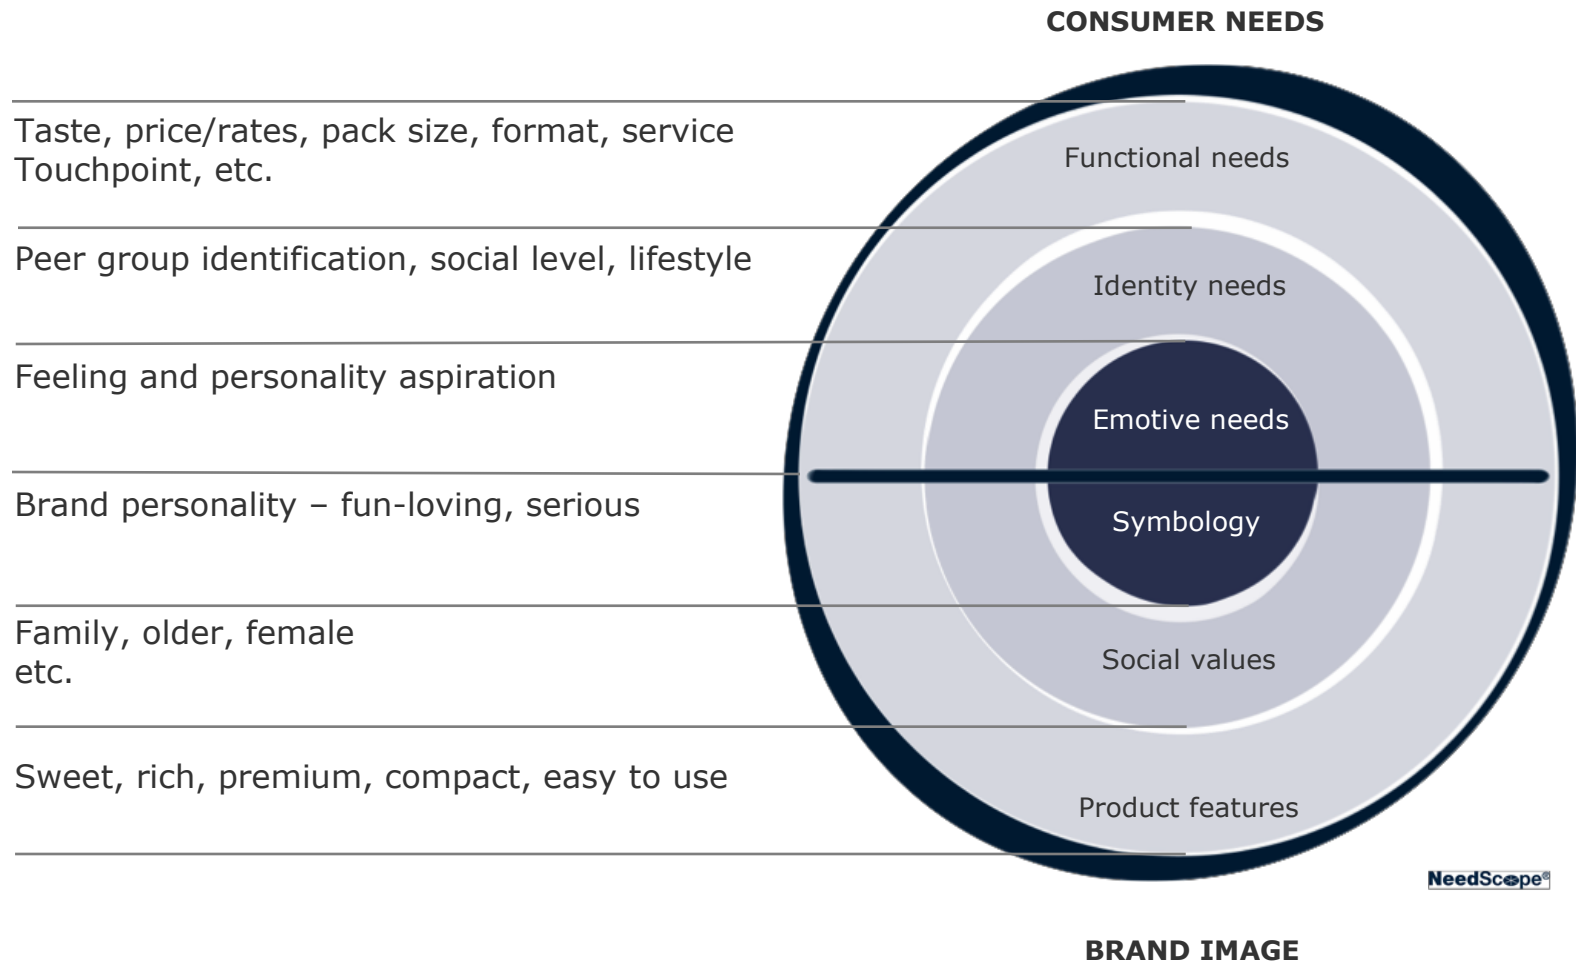 CONSUMER NEEDS
Taste, price/rates, pack size, format, service
Touchpoint, etc.
Functional needs
Peer group identification, social level, lifestyle
Identity needs
Feeling and personality aspiration
Emotive needs
Brand personality – fun-loving, serious
Symbology
Family, older, female
etc.
Social values
Sweet, rich, premium, compact, easy to use
Product features
NeedScope®
BRAND IMAGE